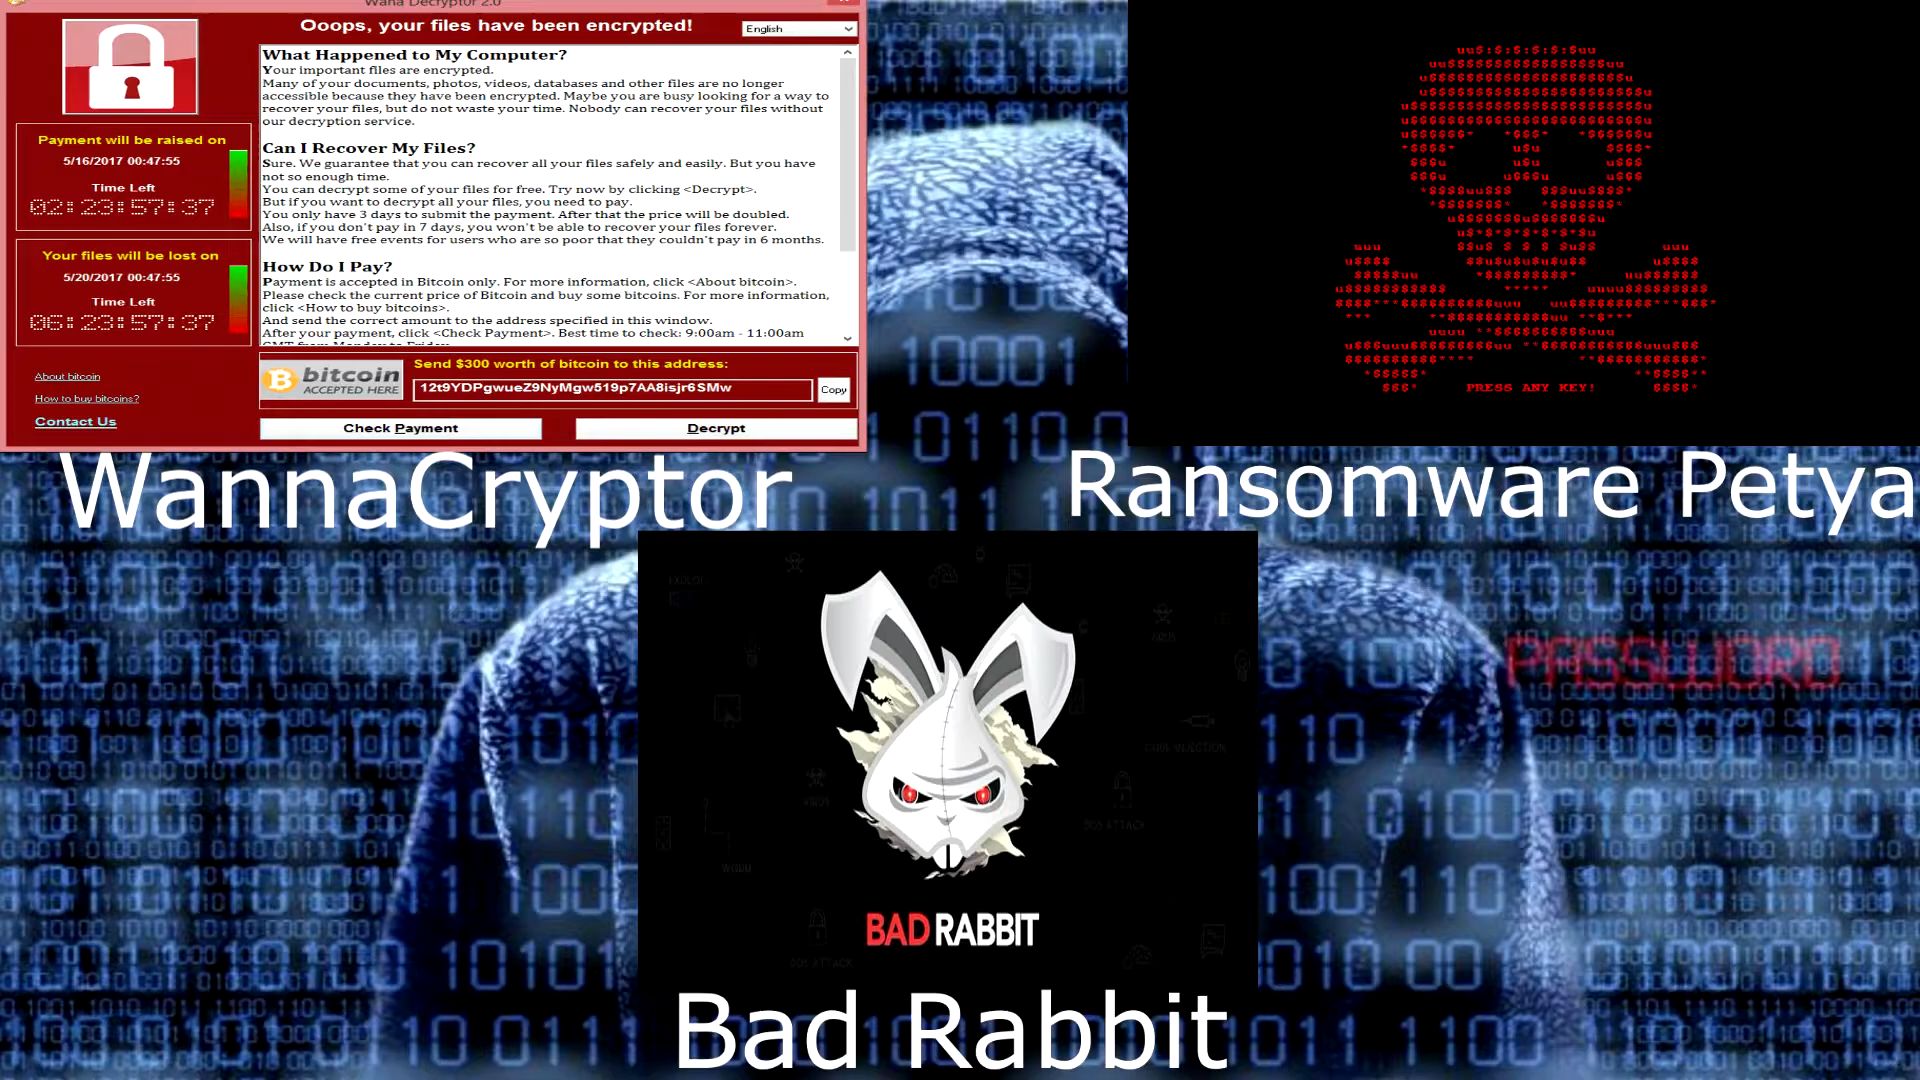 Wana Decrypt0r 2.0
Ooops, your files have been encrypted!
English
What Happened to My Computer?
Your important files are encrypted.
Many of your documents, photos, videos, databases and other files are no longer
accessible because they have been encrypted. Maybe you are busy looking for a way to
recover your files, but do not waste your time. Nobody can recover your files without
our decryption service.
Can I Recover My Files?
Sure. We guarantee that you can recover all your files safely and easily. But you have
not so enough time.
You can decrypt some of your files for free. Try now by clicking <Decrypt>.
But if you want to decrypt all your files, you need to pay.
You only have 3 days to submit the payment. After that the price will be doubled.
Also, if you don't pay in 7 days, you won't be able to recover your files forever.
We will have free events for users who are so poor that they couldn't pay in 6 months.
How Do I Pay?
Payment is accepted in Bitcoin only. For more information, click <About bitcoin>.
Please check the current price of Bitcoin and buy some bitcoins. For more information,
click <How to buy bitcoins>.
And send the correct amount to the address specified in this window.
After your payment, click <Check Payment>. Best time to check: 9:00am - 11:00am
GMT from Monday to Friday.
Payment will be raised on
5/16/2017 00:47:55
Time Left
02:23:57:37
Your files will be lost on
5/20/2017 00:47:55
Time Left
06:23:57:37
About bitcoin
How to buy bitcoins?
Contact Us
bitcoin
ACCEPTED HERE
Send $300 worth of bitcoin to this address:
12t9YDPgwueZ9NyMgw519p7AA8isjr6SMw
Copy
Check Payment
Decrypt
PRESS ANY KEY!
WannaCryptor
Ransomware Petya
PASSWORD
CODE INJECTION
DOS ATTACK
WORM
DOS ATTACK
BAD RABBIT
Bad Rabbit